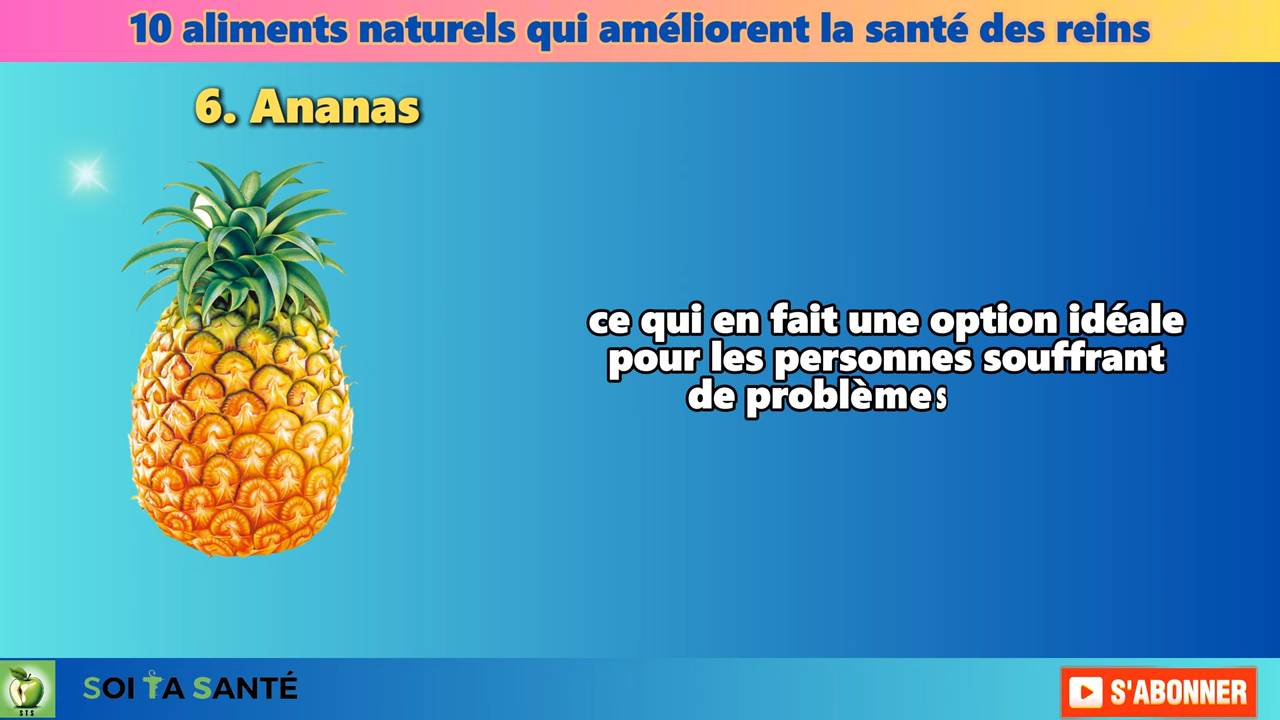 10 aliments naturels qui améliorent la santé des reins
6. Ananas
ce qui en fait une option idéale
pour les personnes souffrant
de problèmes
STS
SOI TA SANTÉ
S'ABONNER